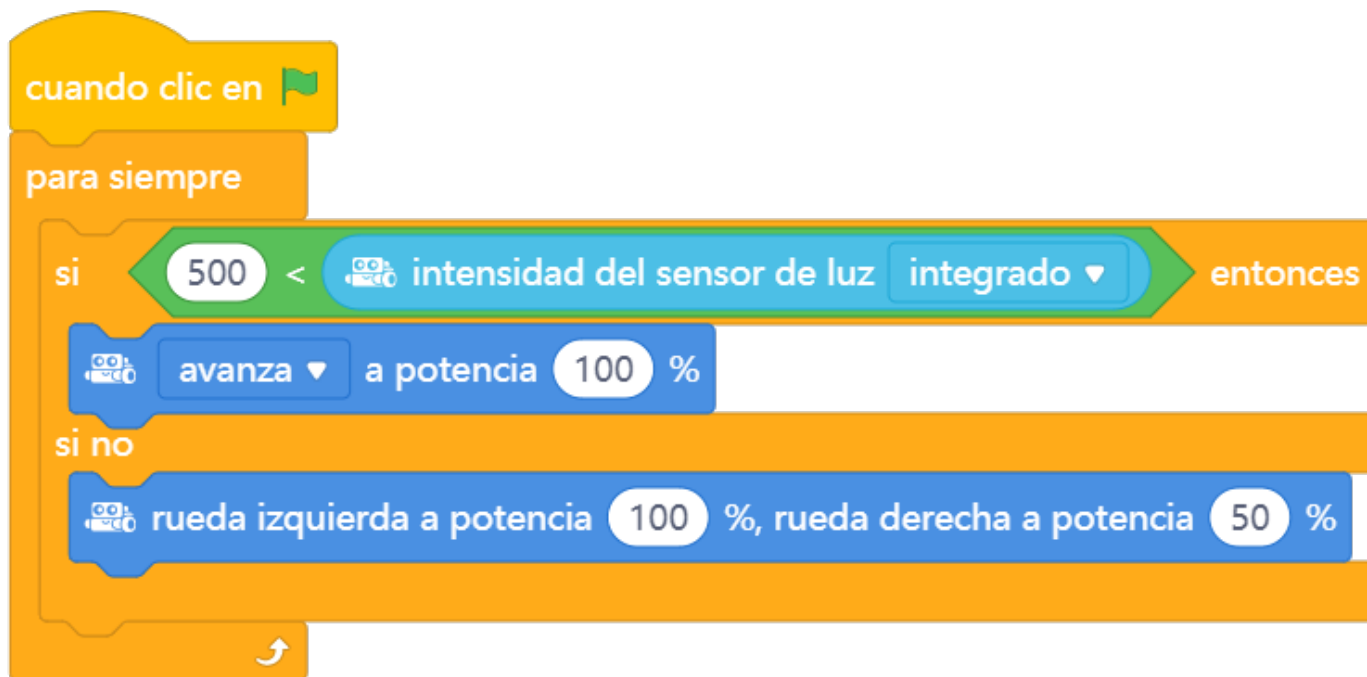 cuando clic en
para siempre
si 500 < intensidad del sensor de luz integrado entonces
avanza a potencia 100 %
si no
rueda izquierda a potencia 100 %, rueda derecha a potencia 50 %